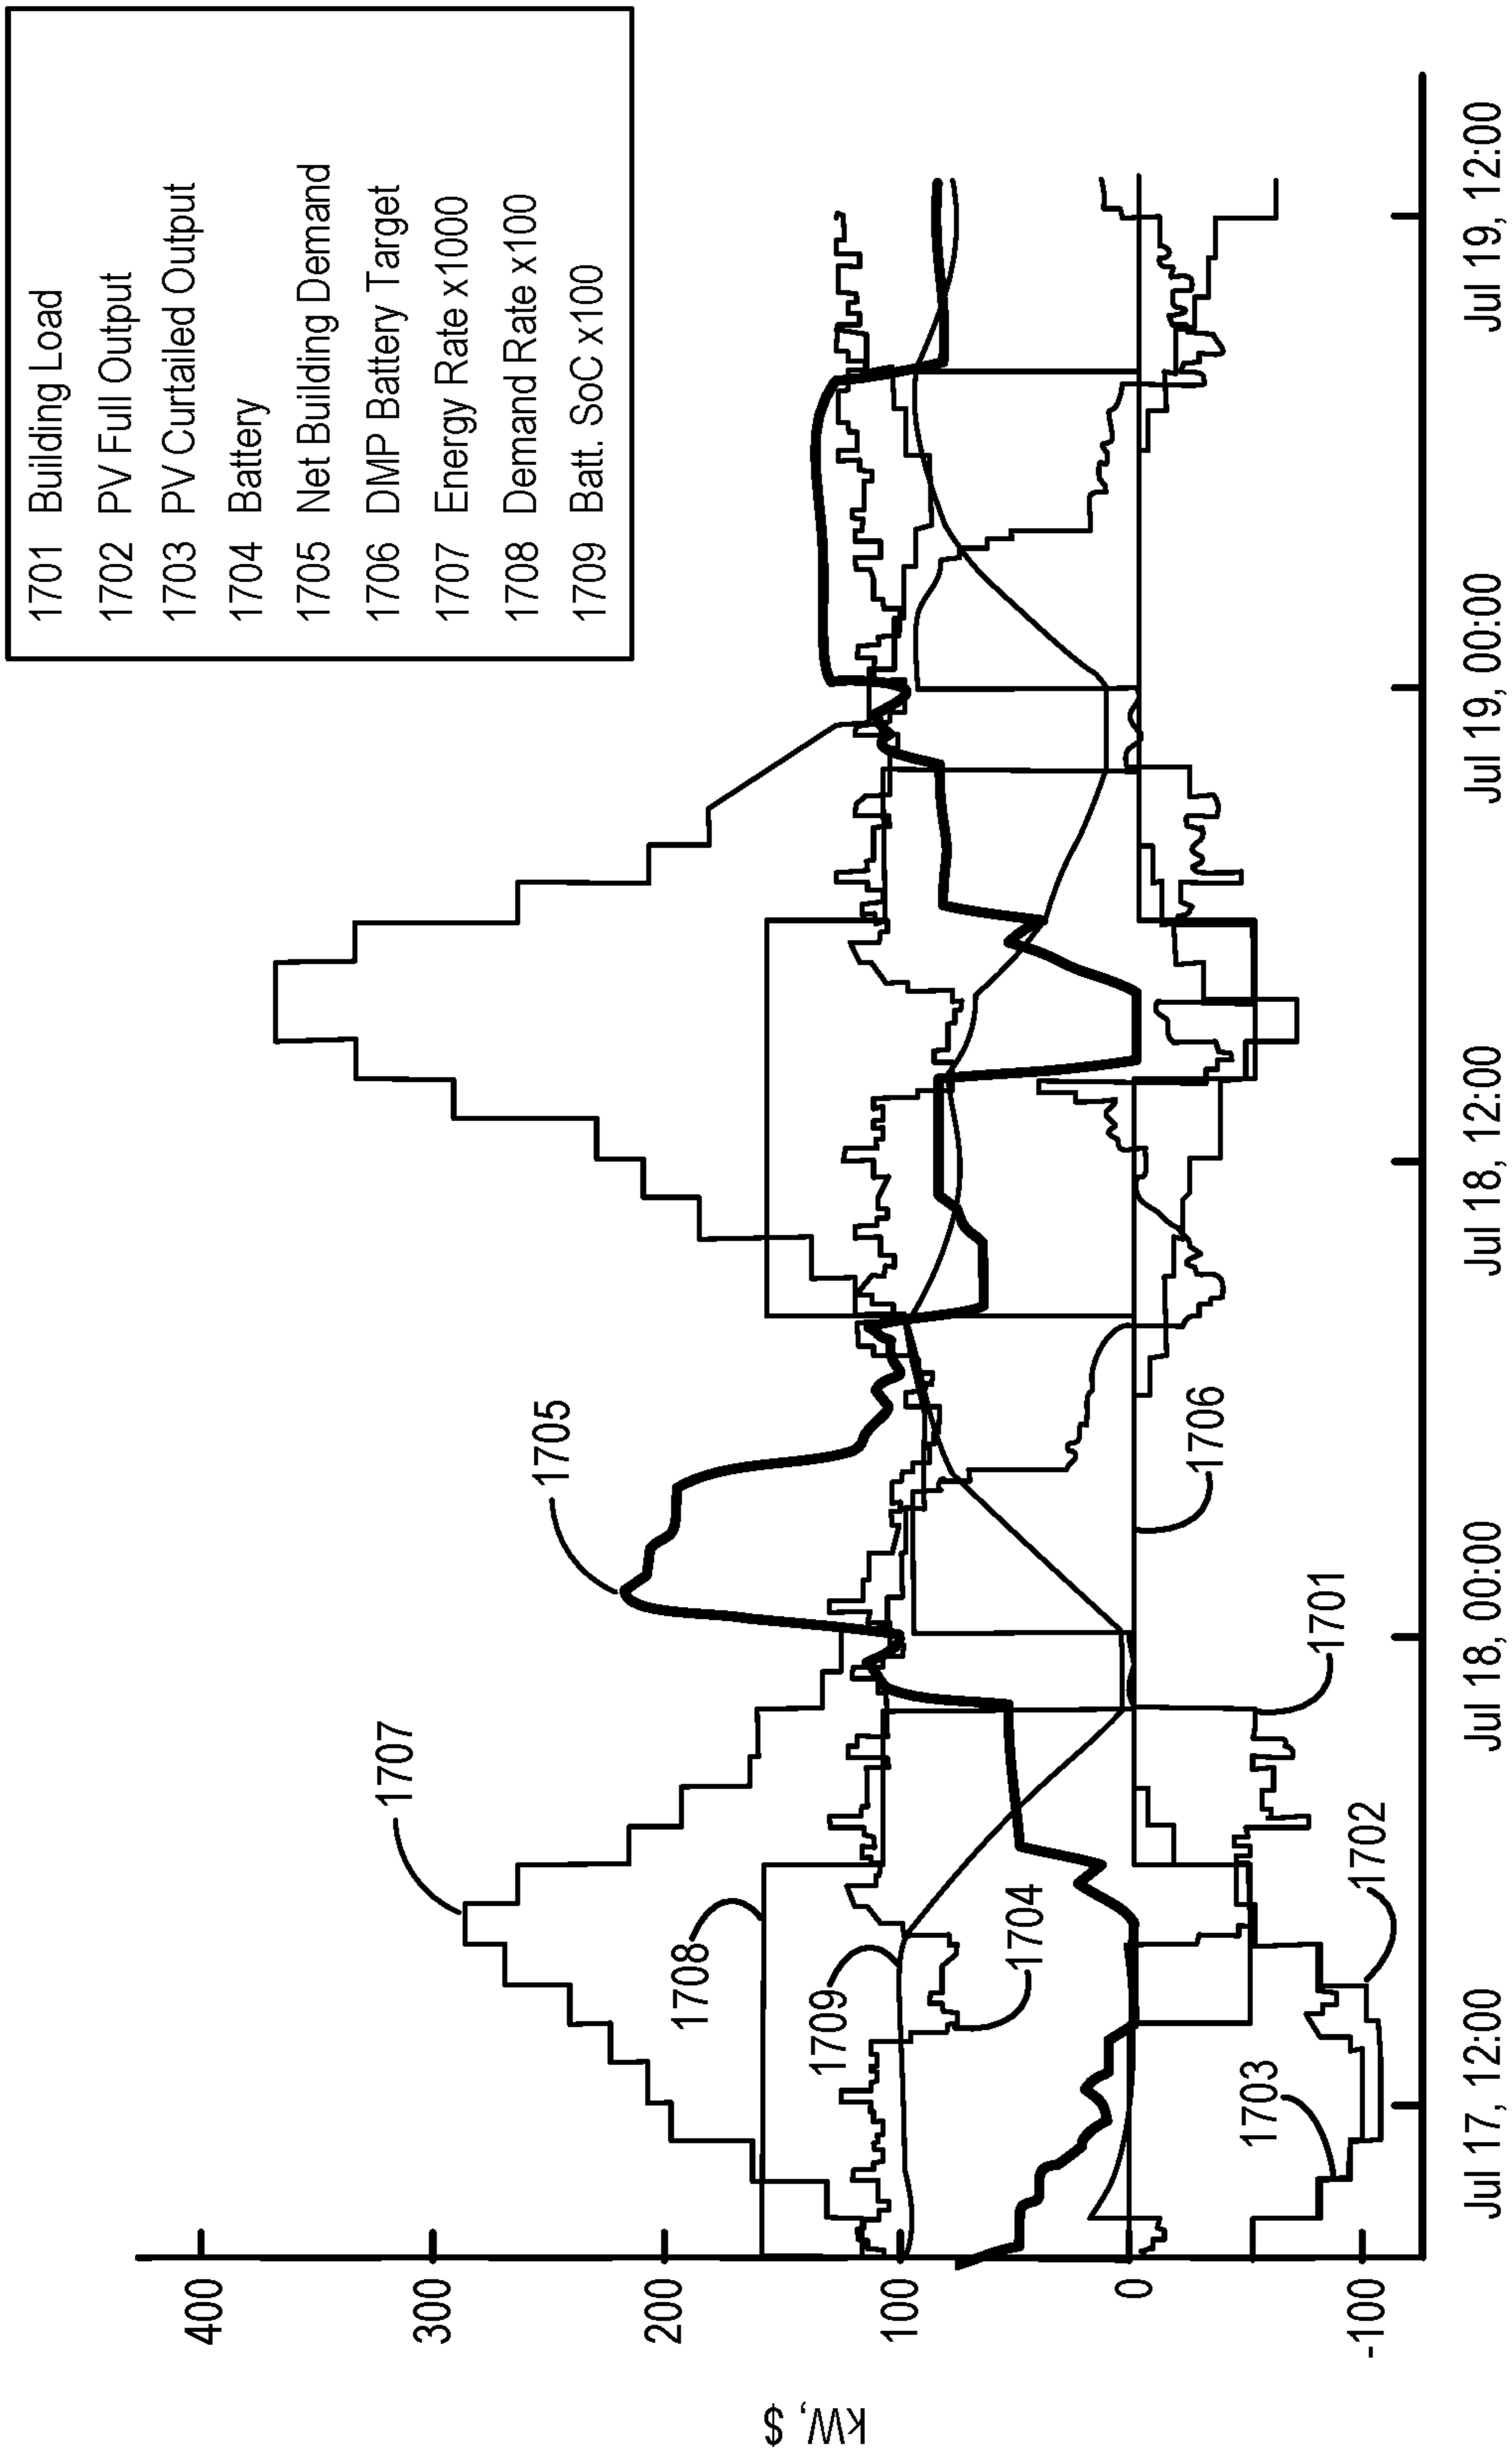 1701 Building Load
1702 PV Full Output
1703 PV Curtailed Output
1704 Battery
1705 Net Building Demand
1706 DMP Battery Target
1707 Energy Rate x1000
1708 Demand Rate x100
1709 Batt. SoC x100
kW, $
400
300
200
100
0
-100
1707
1708
1709
1704
1703
1702
1705
1701
1706
Jul 17, 12:00
Jul 18, 00:00
Jul 18, 12:00
Jul 19, 00:00
Jul 19, 12:00